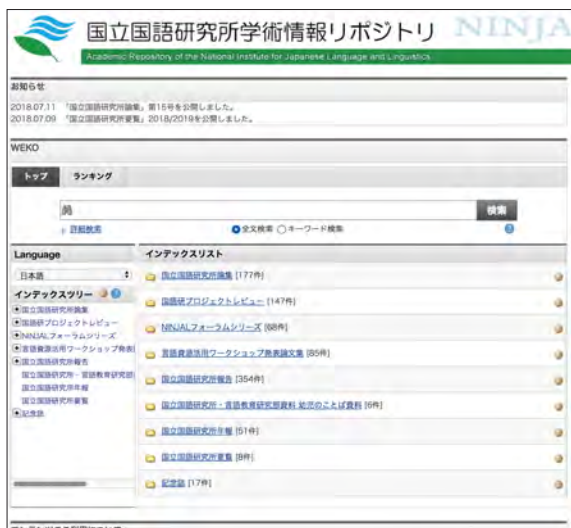 国立国語研究所学術情報リポジトリ NINJA
Academic Repository of the National Institute for Japanese Language and Linguistics
お知らせ
2018.07.11 「国立国語研究所論集」第15号を公開しました。
2018.07.09 「国立国語研究所要覧」2018/2019を公開しました。
WEKO
トップ ランキング
検索
詳細検索 全文検索 キーワード検索
Language
日本語
インデックスツリー
国立国語研究所論集
国語研プロジェクトレビュー
NINJALフォーラムシリーズ
言語資源活用ワークショップ発表
国立国語研究所報告
国立国語研究所・言語教育研究部
国立国語研究所年報
国立国語研究所要覧
記念誌
インデックスリスト
国立国語研究所論集 [177件]
国語研プロジェクトレビュー [147件]
NINJALフォーラムシリーズ [68件]
言語資源活用ワークショップ発表論文集 [85件]
国立国語研究所報告 [354件]
国立国語研究所・言語教育研究部資料 幼児のことば資料 [6件]
国立国語研究所年報 [51件]
国立国語研究所要覧 [8件]
記念誌 [17件]